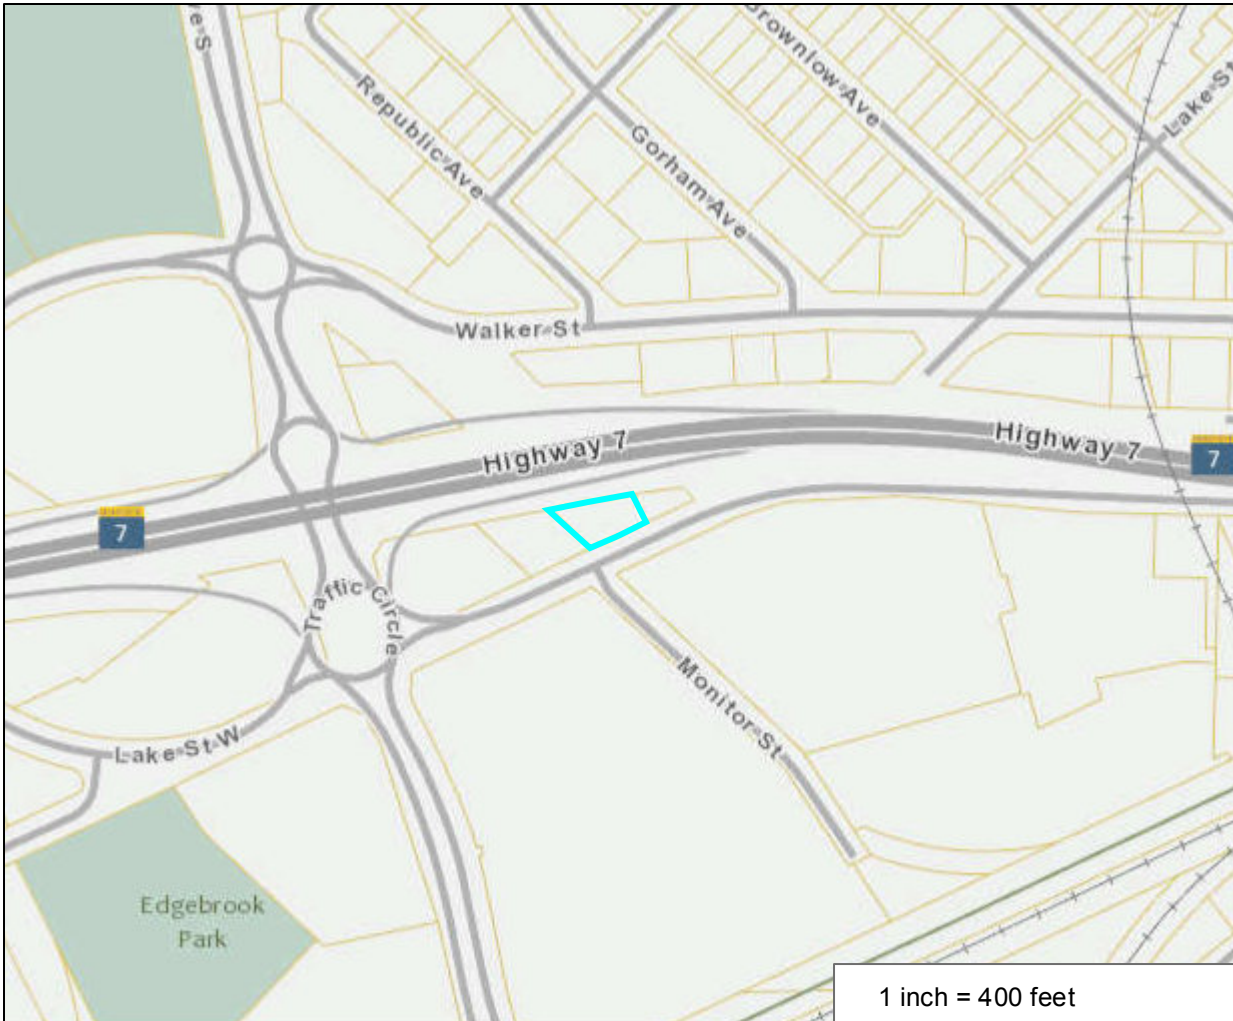 ve S
Republic Ave
Gorham Ave
Brownlow Ave
Lake St
Walker St
Highway 7
Highway 7
7
7
Traffic Circle
Monitor St
Lake St W
Edgebrook
Park
1 inch = 400 feet